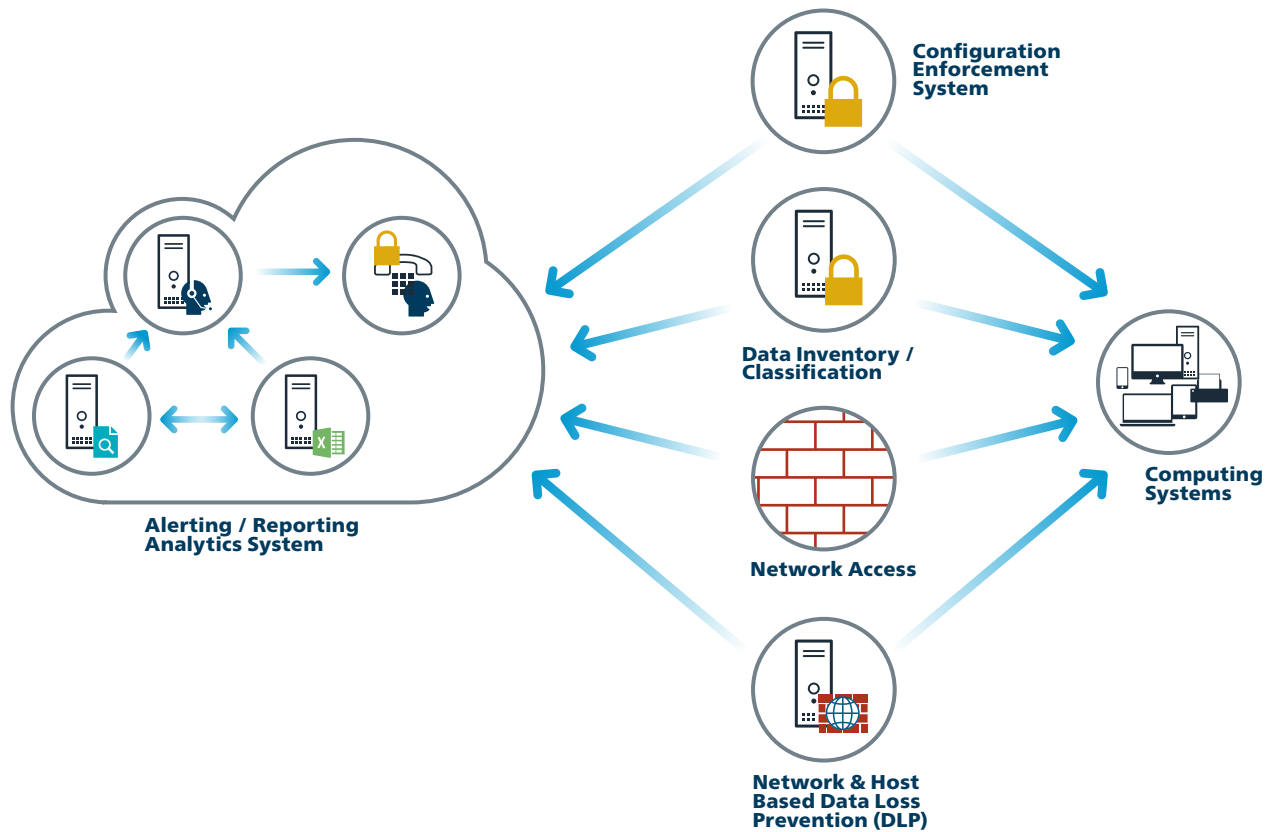 Configuration
Enforcement
System
Data Inventory /
Classification
Computing
Systems
Alerting / Reporting
Analytics System
Network Access
Network & Host
Based Data Loss
Prevention (DLP)
X